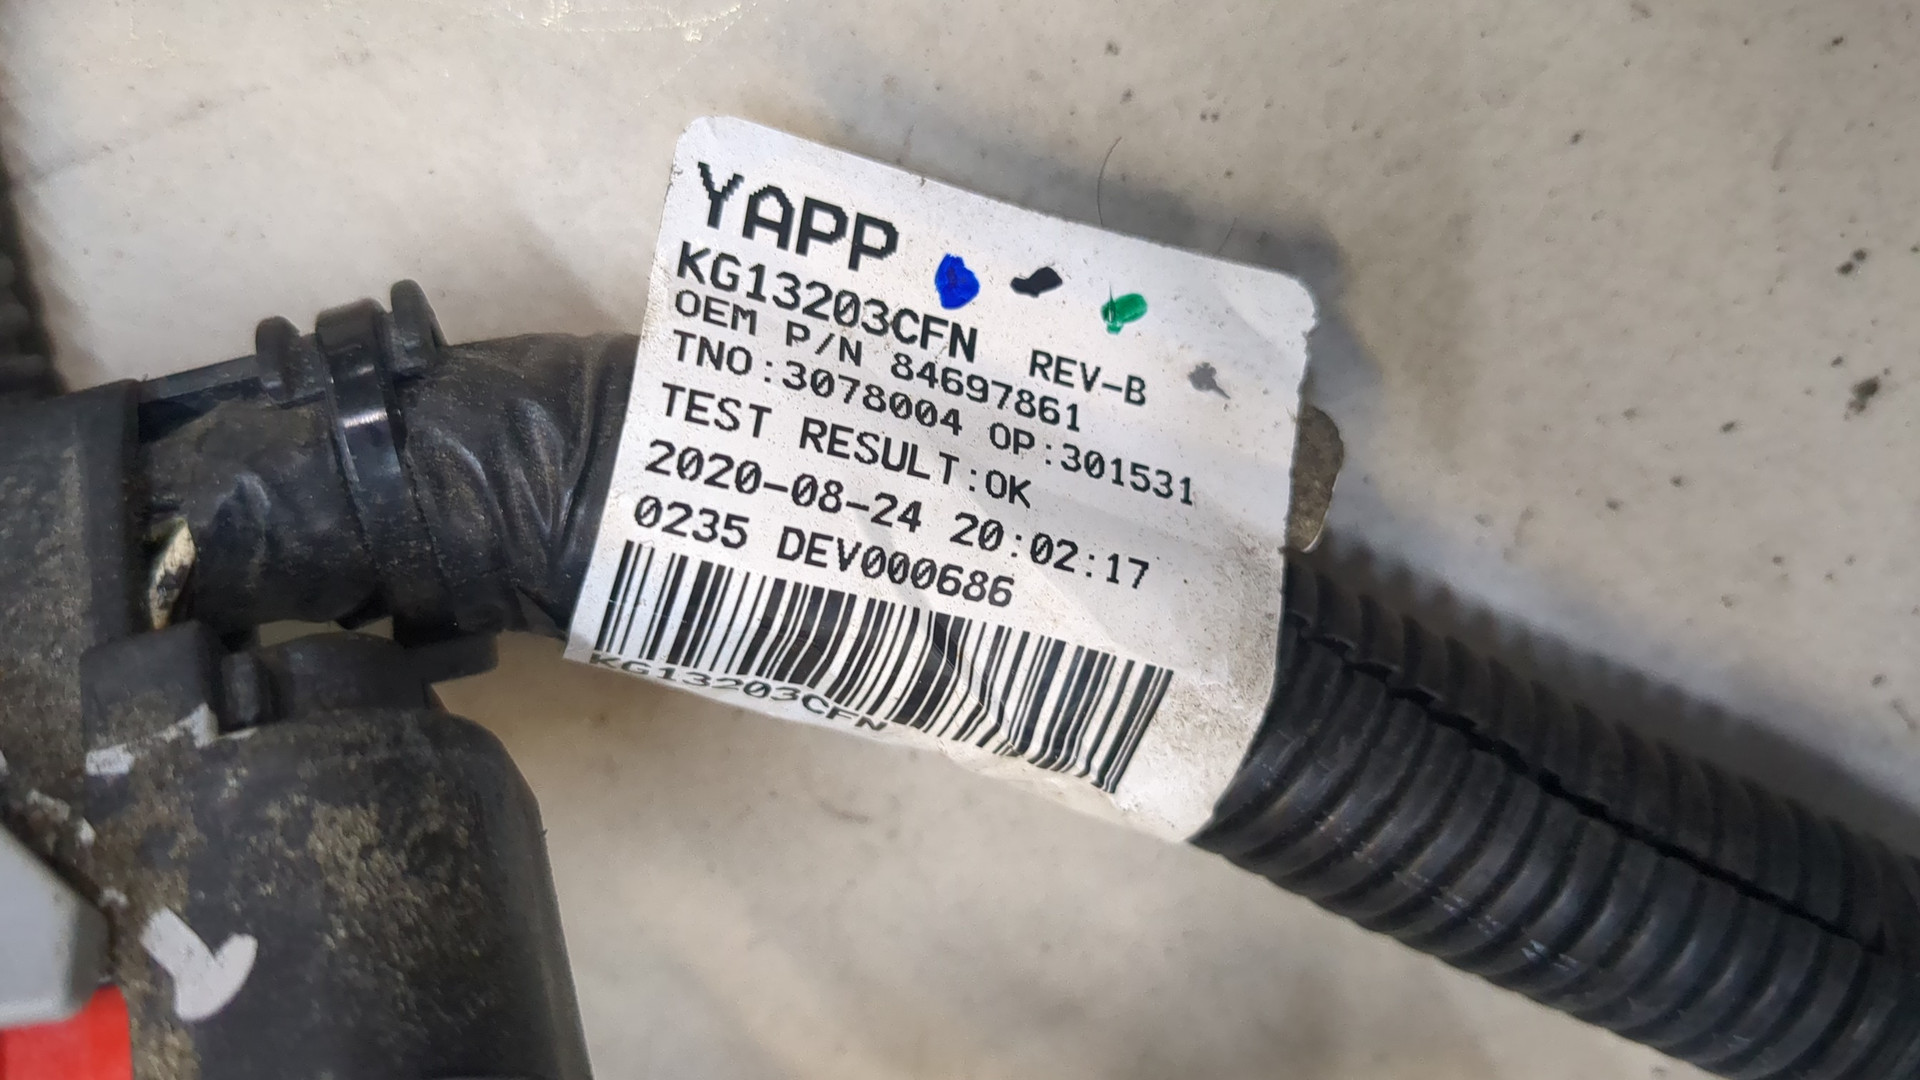 YAPP
KG13203CFN REV-B
OEM P/N 84697861
TNO:3078004 OP:301531
TEST RESULT:OK
2020-08-24 20:02:17
0235 DEV000686
KG13203CFN